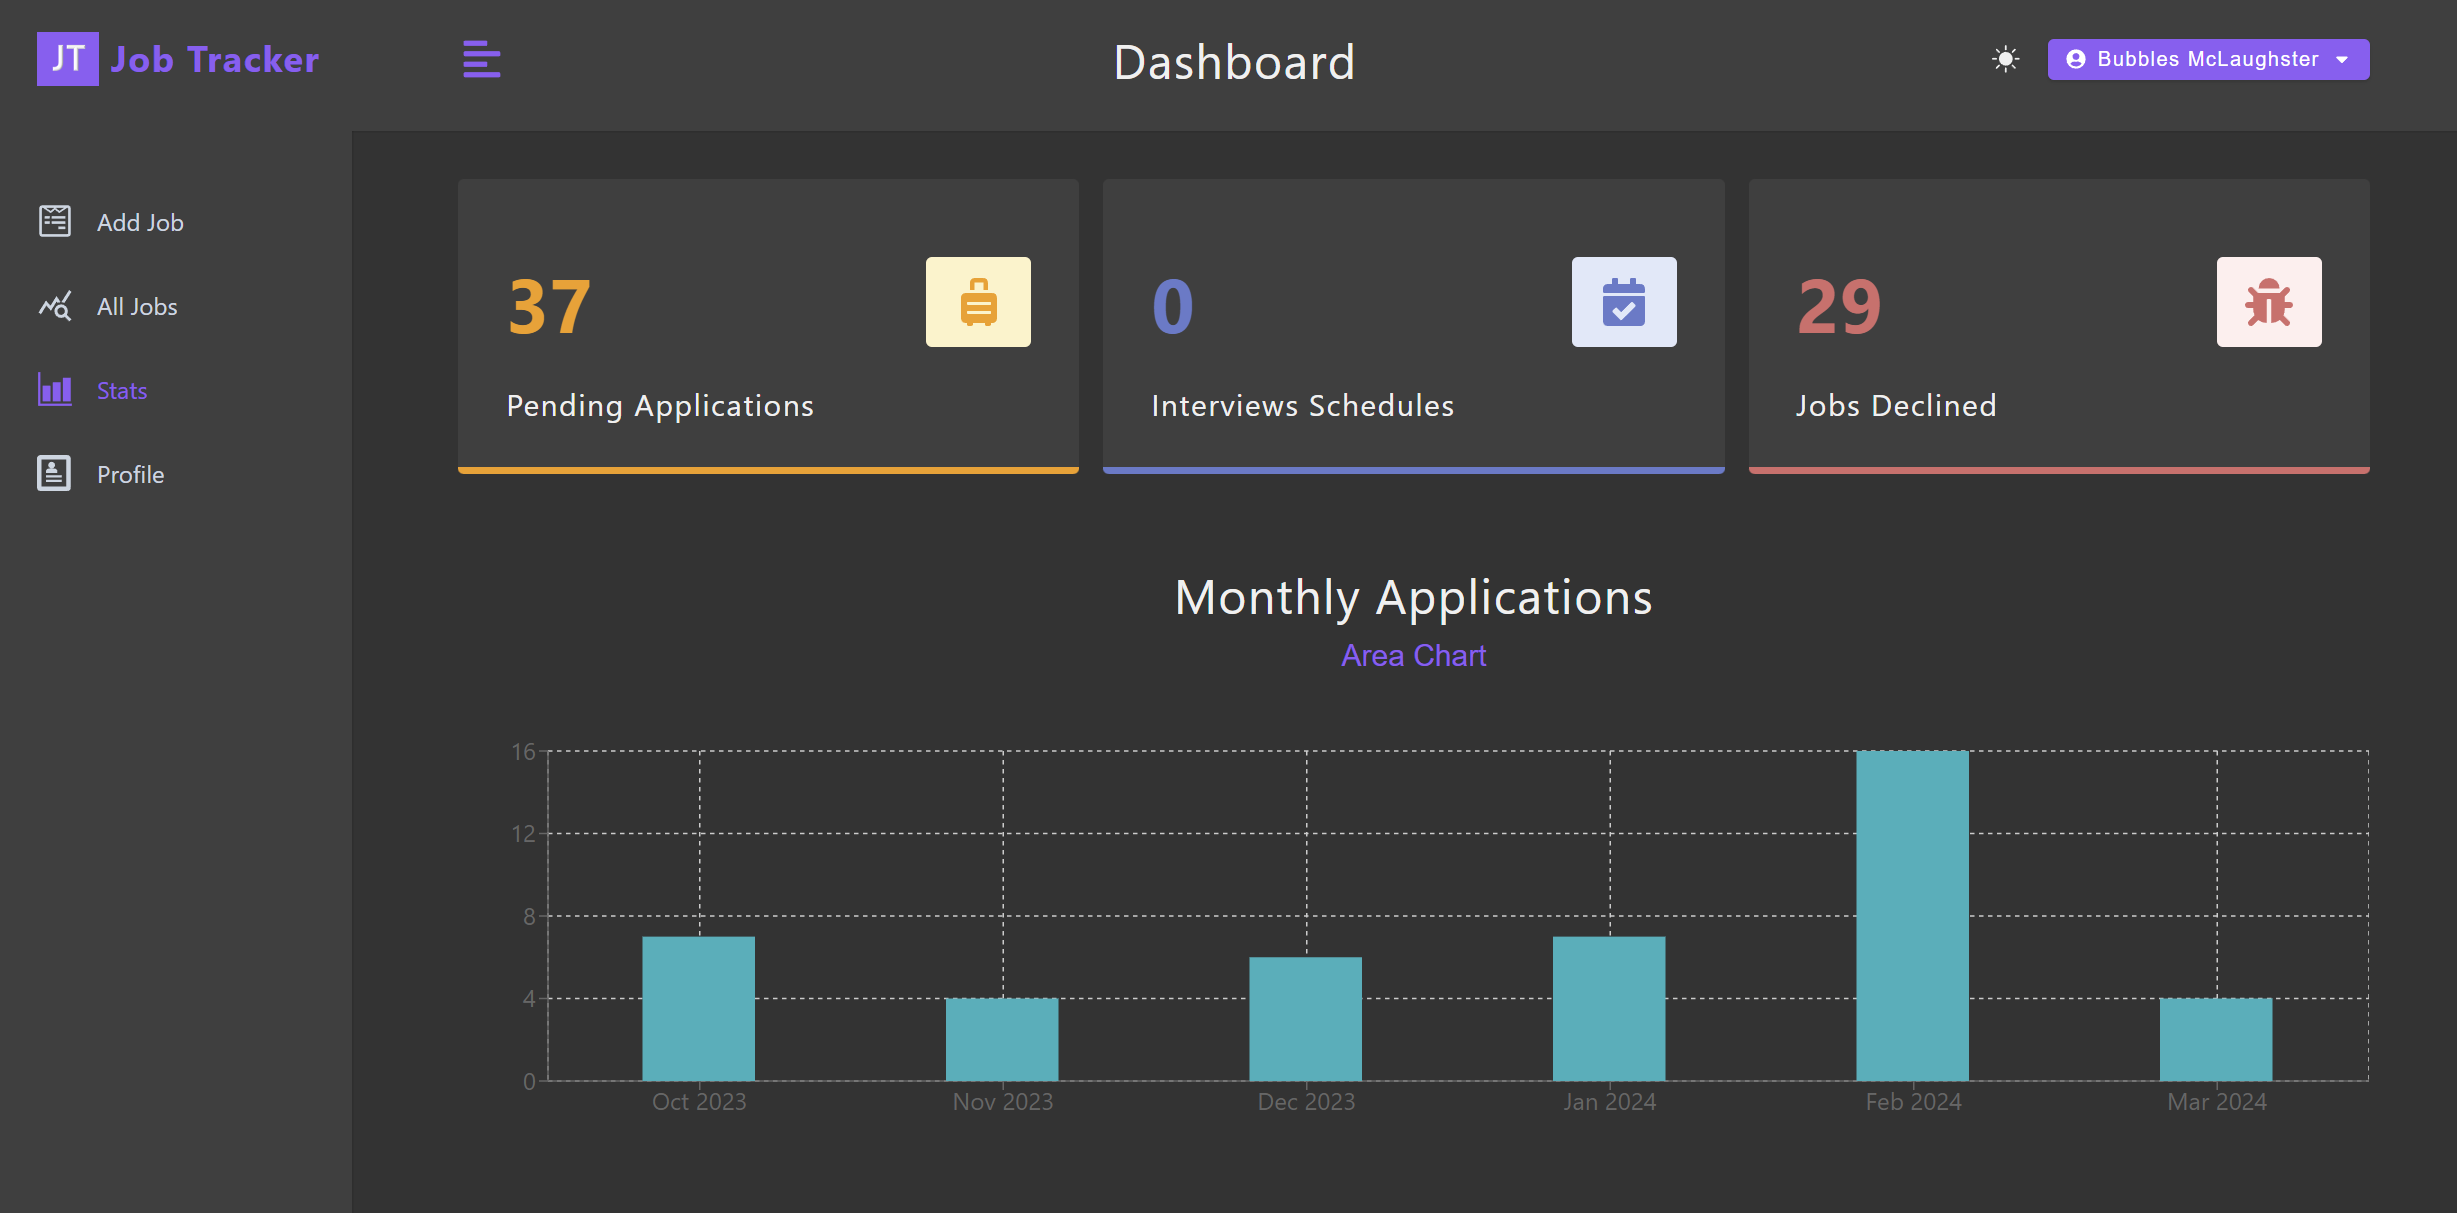 JT Job Tracker
Dashboard
Bubbles McLaughster
Add Job
All Jobs
Stats
Profile
37
Pending Applications
0
Interviews Schedules
29
Jobs Declined
Monthly Applications
Area Chart
16
12
8
4
0
Oct 2023 Nov 2023 Dec 2023 Jan 2024 Feb 2024 Mar 2024